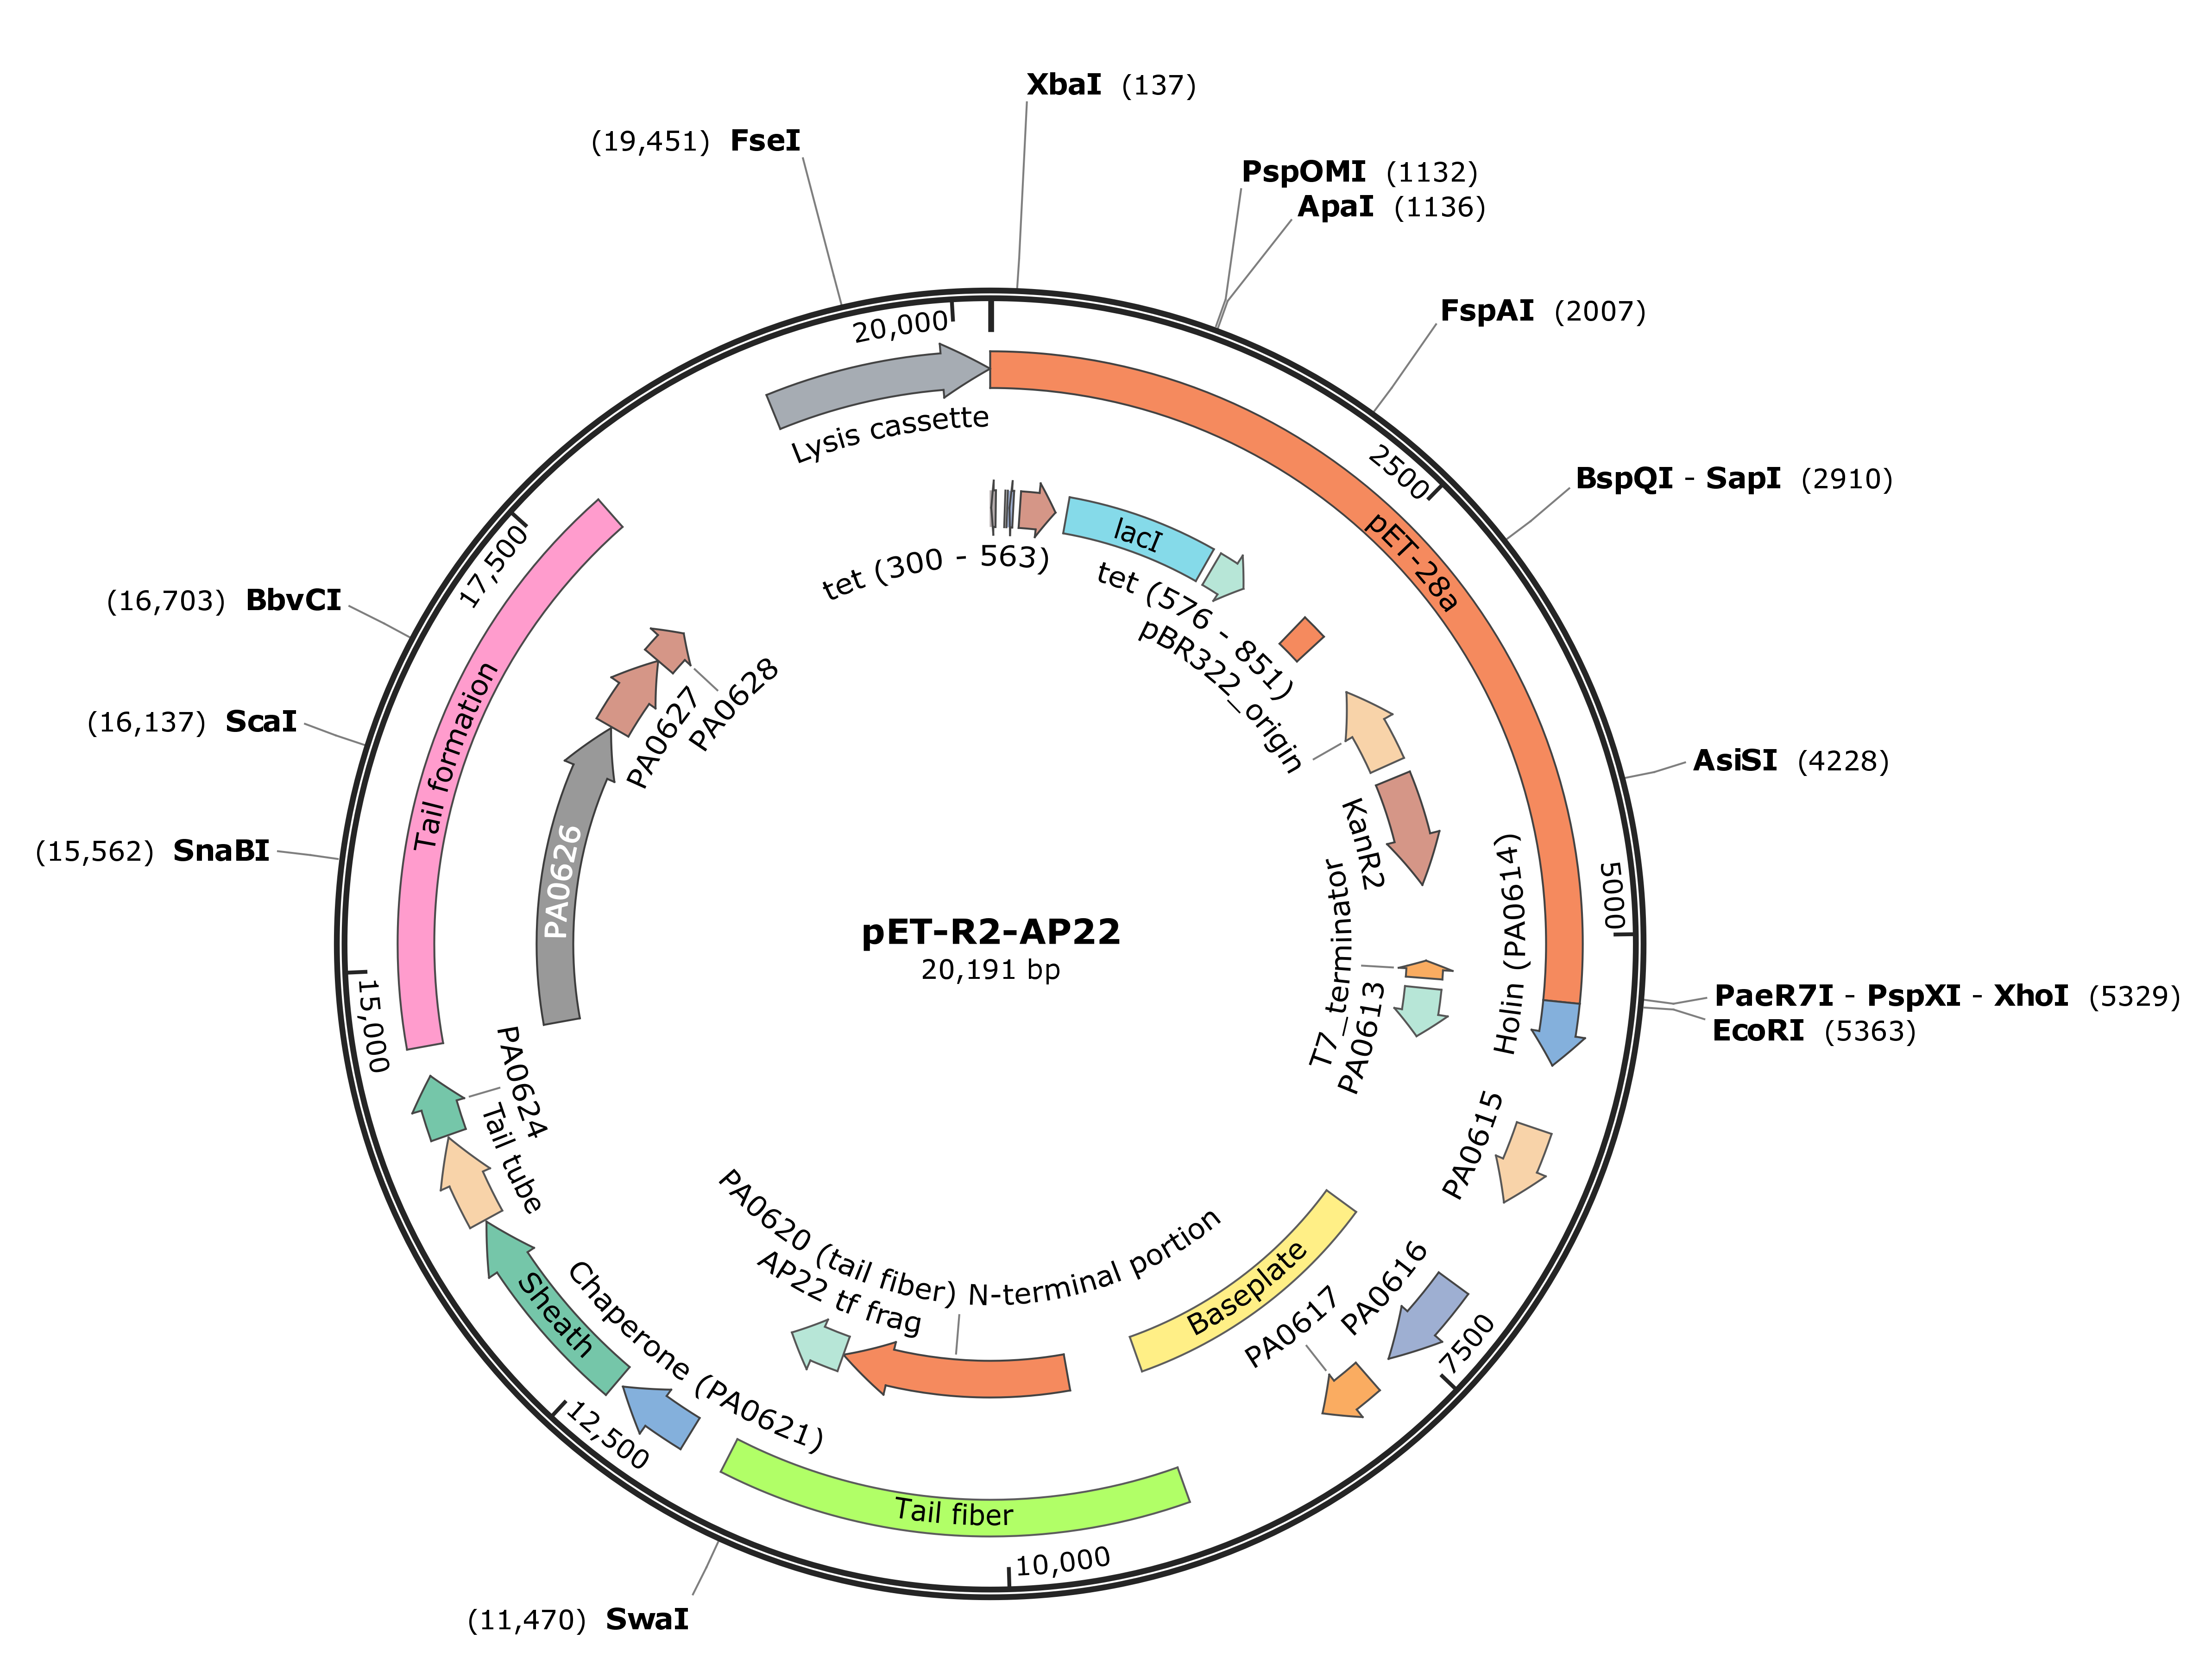 XbaI (137)
(19,451) FseI
PspOMI (1132)
ApaI (1136)
FspAI (2007)
20,000
Lysis cassette
2500
BspQI - SapI (2910)
pET-28a
lacI
tet (300 - 563)
tet (576 - 851)
pBR322_origin
17,500
(16,703) BbvCI
Tail formation
PA0628
PA0627
(16,137) ScaI
AsiSI (4228)
KanR2
(15,562) SnaBI
PA0626
T7_terminator
Holin (PA0614)
5000
pET-R2-AP22
20,191 bp
PA0613
PaeR7I - PspXI - XhoI (5329)
EcoRI (5363)
15,000
PA0624
Tail tube
PA0615
PA0620 (tail fiber) N-terminal portion
AP22 tf frag
Baseplate
PA0616
PA0617
7500
Chaperone (PA0621)
Sheath
12,500
Tail fiber
10,000
(11,470) SwaI